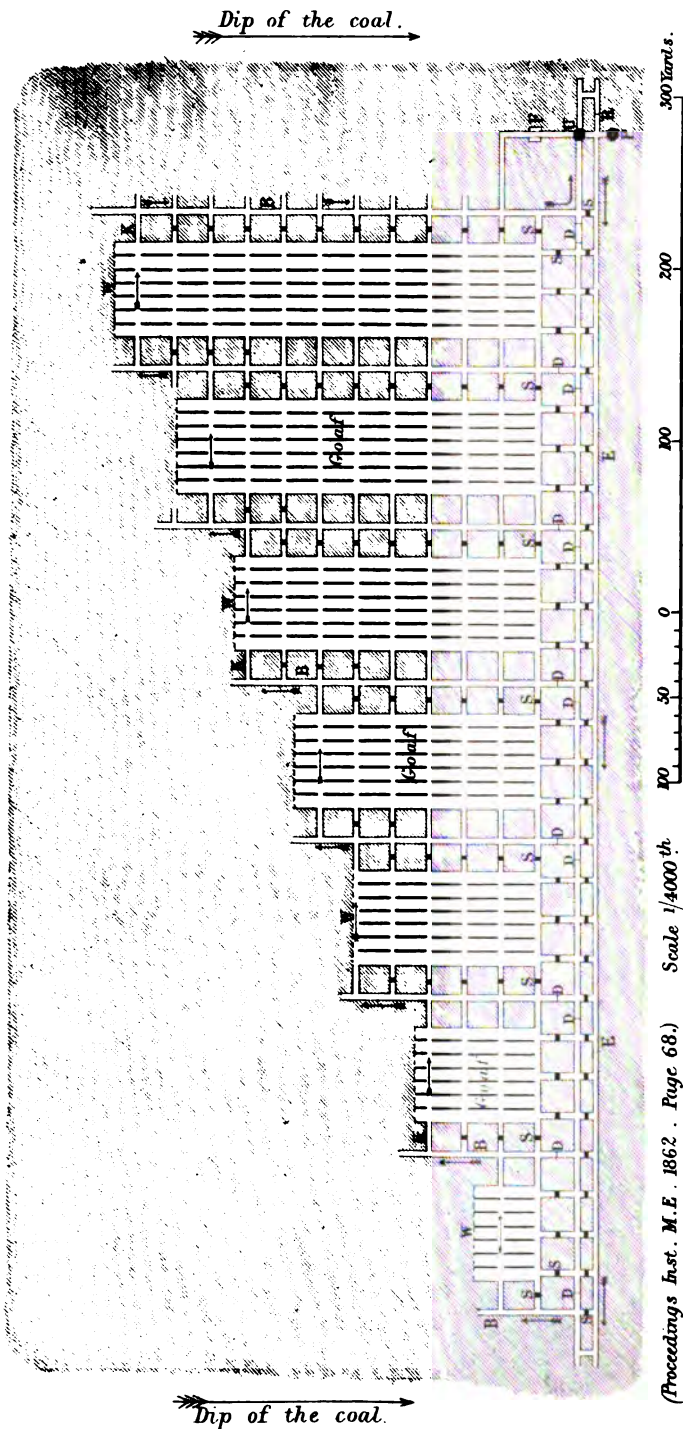 Dip of the coal.
K
B
W
S
S
D
F
U
R
S
D
S
D
Goaf
D
S
D
W
D
K
B
S
D
E
Goaf
D
S
D
W
S
D
D
E
Goaf
K
B
S
D
W
S
B
S
D
S
Dip of the coal.
300 Yards.
200
100
0
50
100
Scale 1/4000th.
(Proceedings Inst. M.E. 1862. Page 68.)